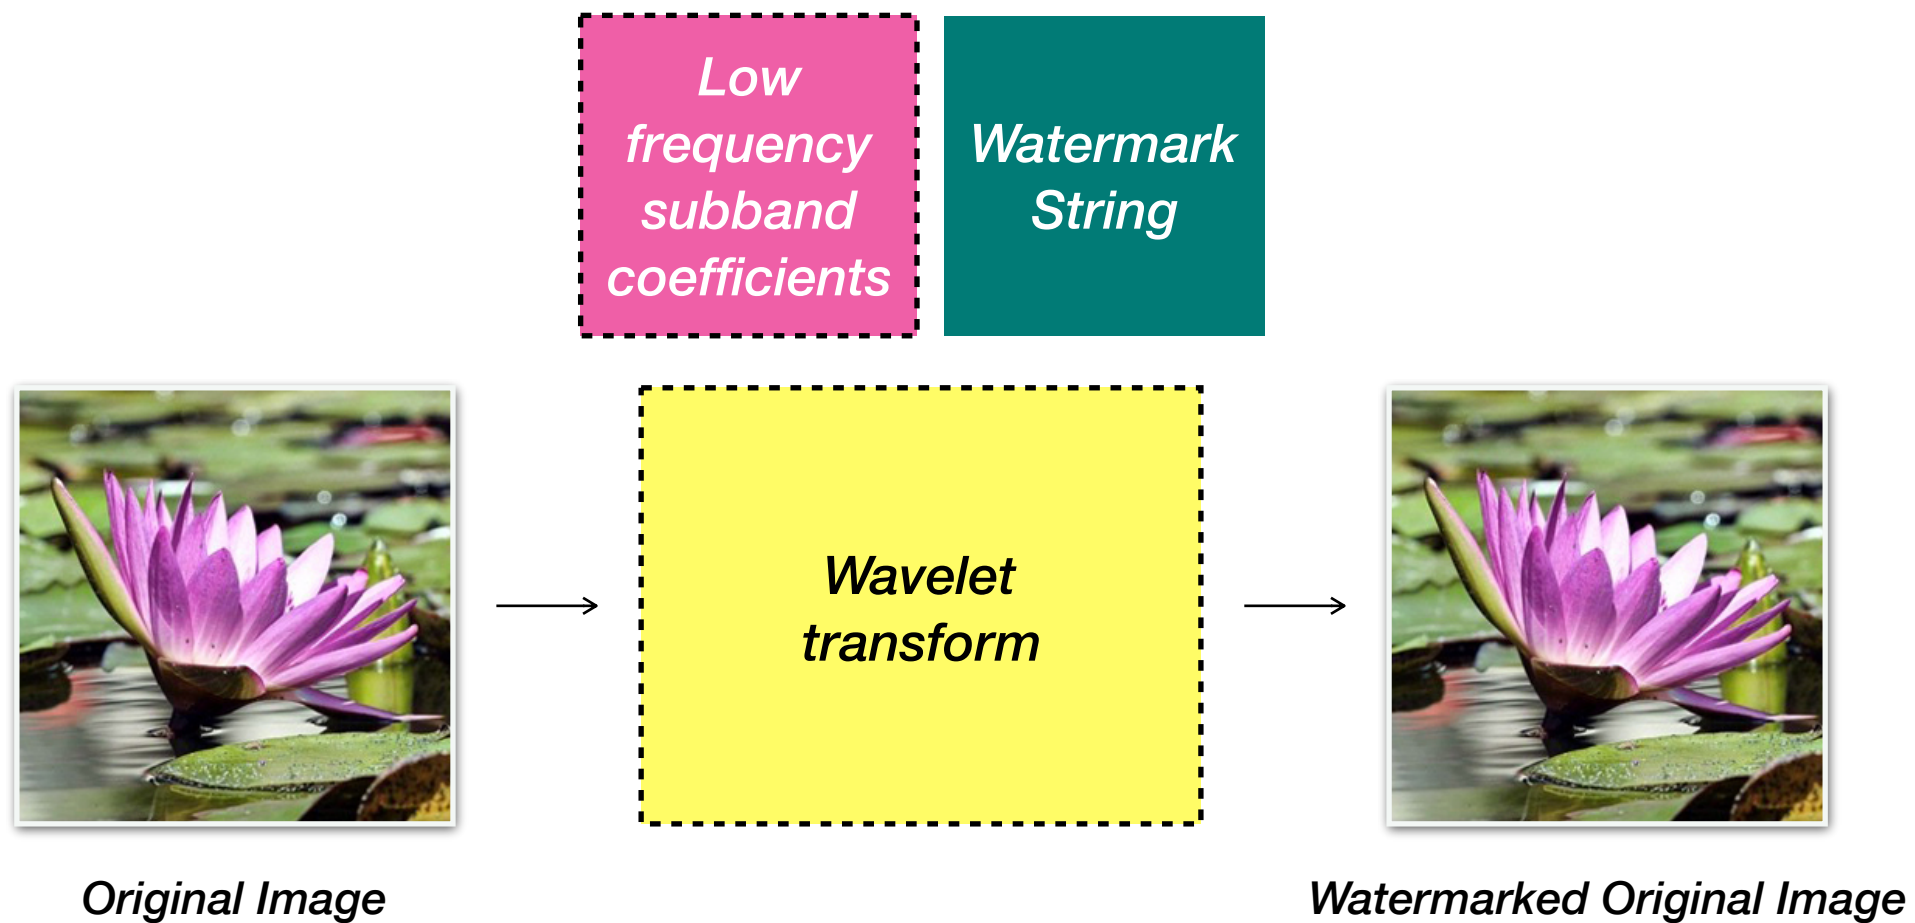 Low
frequency
subband
coefficients
Watermark
String
Wavelet
transform
Original Image
Watermarked Original Image